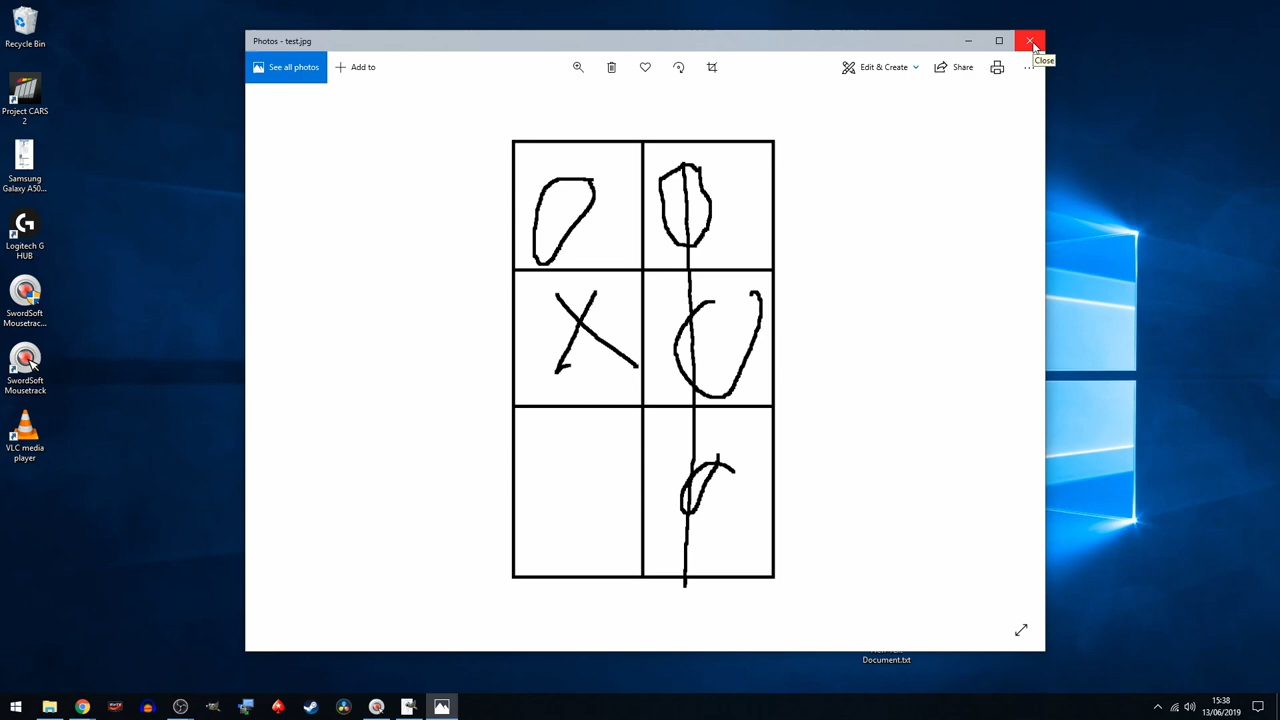 Recycle Bin
Project CARS
2
Samsung
Galaxy A50...
Logitech G
HUB
SwordSoft
Mousetrac...
SwordSoft
Mousetrack
VLC media
player
Photos - test.jpg
Close
See all photos
Add to
Edit & Create
Share
O O
X O
O
Document.txt
15:38
13/06/2019